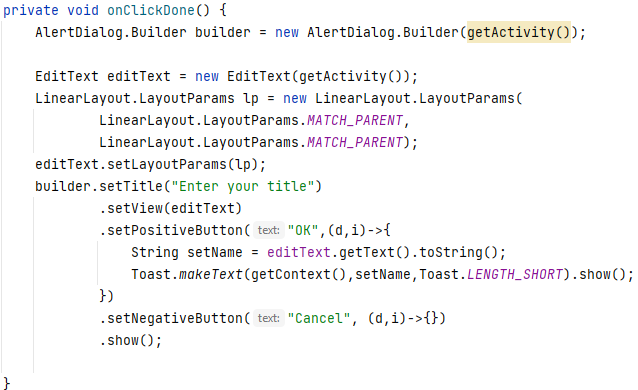 private void onClickDone() {
    AlertDialog.Builder builder = new AlertDialog.Builder(getActivity());

    EditText editText = new EditText(getActivity());
    LinearLayout.LayoutParams lp = new LinearLayout.LayoutParams(
            LinearLayout.LayoutParams.MATCH_PARENT,
            LinearLayout.LayoutParams.MATCH_PARENT);
    editText.setLayoutParams(lp);
    builder.setTitle("Enter your title")
            .setView(editText)
            .setPositiveButton( text: "OK",(d,i)->{
                String setName = editText.getText().toString();
                Toast.makeText(getContext(),setName,Toast.LENGTH_SHORT).show();
            })
            .setNegativeButton( text: "Cancel", (d,i)->{})
            .show();

}